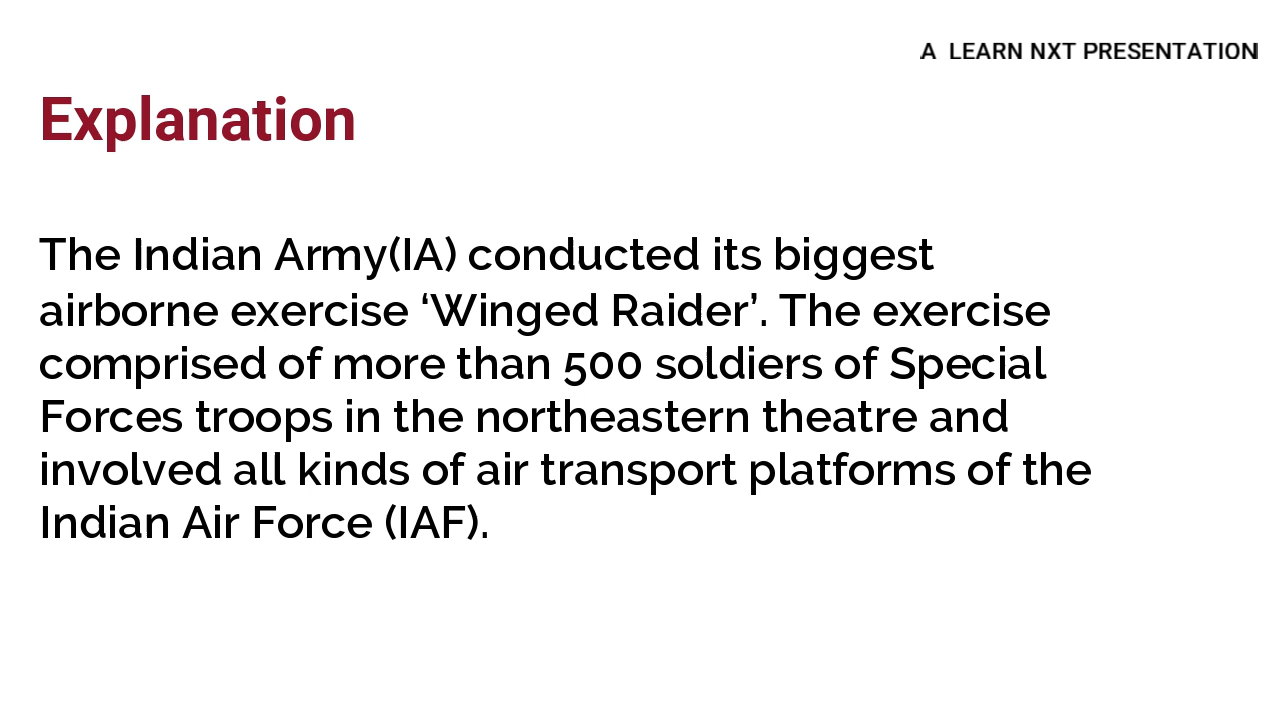 A LEARN NXT PRESENTATION
Explanation
The Indian Army(IA) conducted its biggest
airborne exercise ‘Winged Raider’. The exercise
comprised of more than 500 soldiers of Special
Forces troops in the northeastern theatre and
involved all kinds of air transport platforms of the
Indian Air Force (IAF).